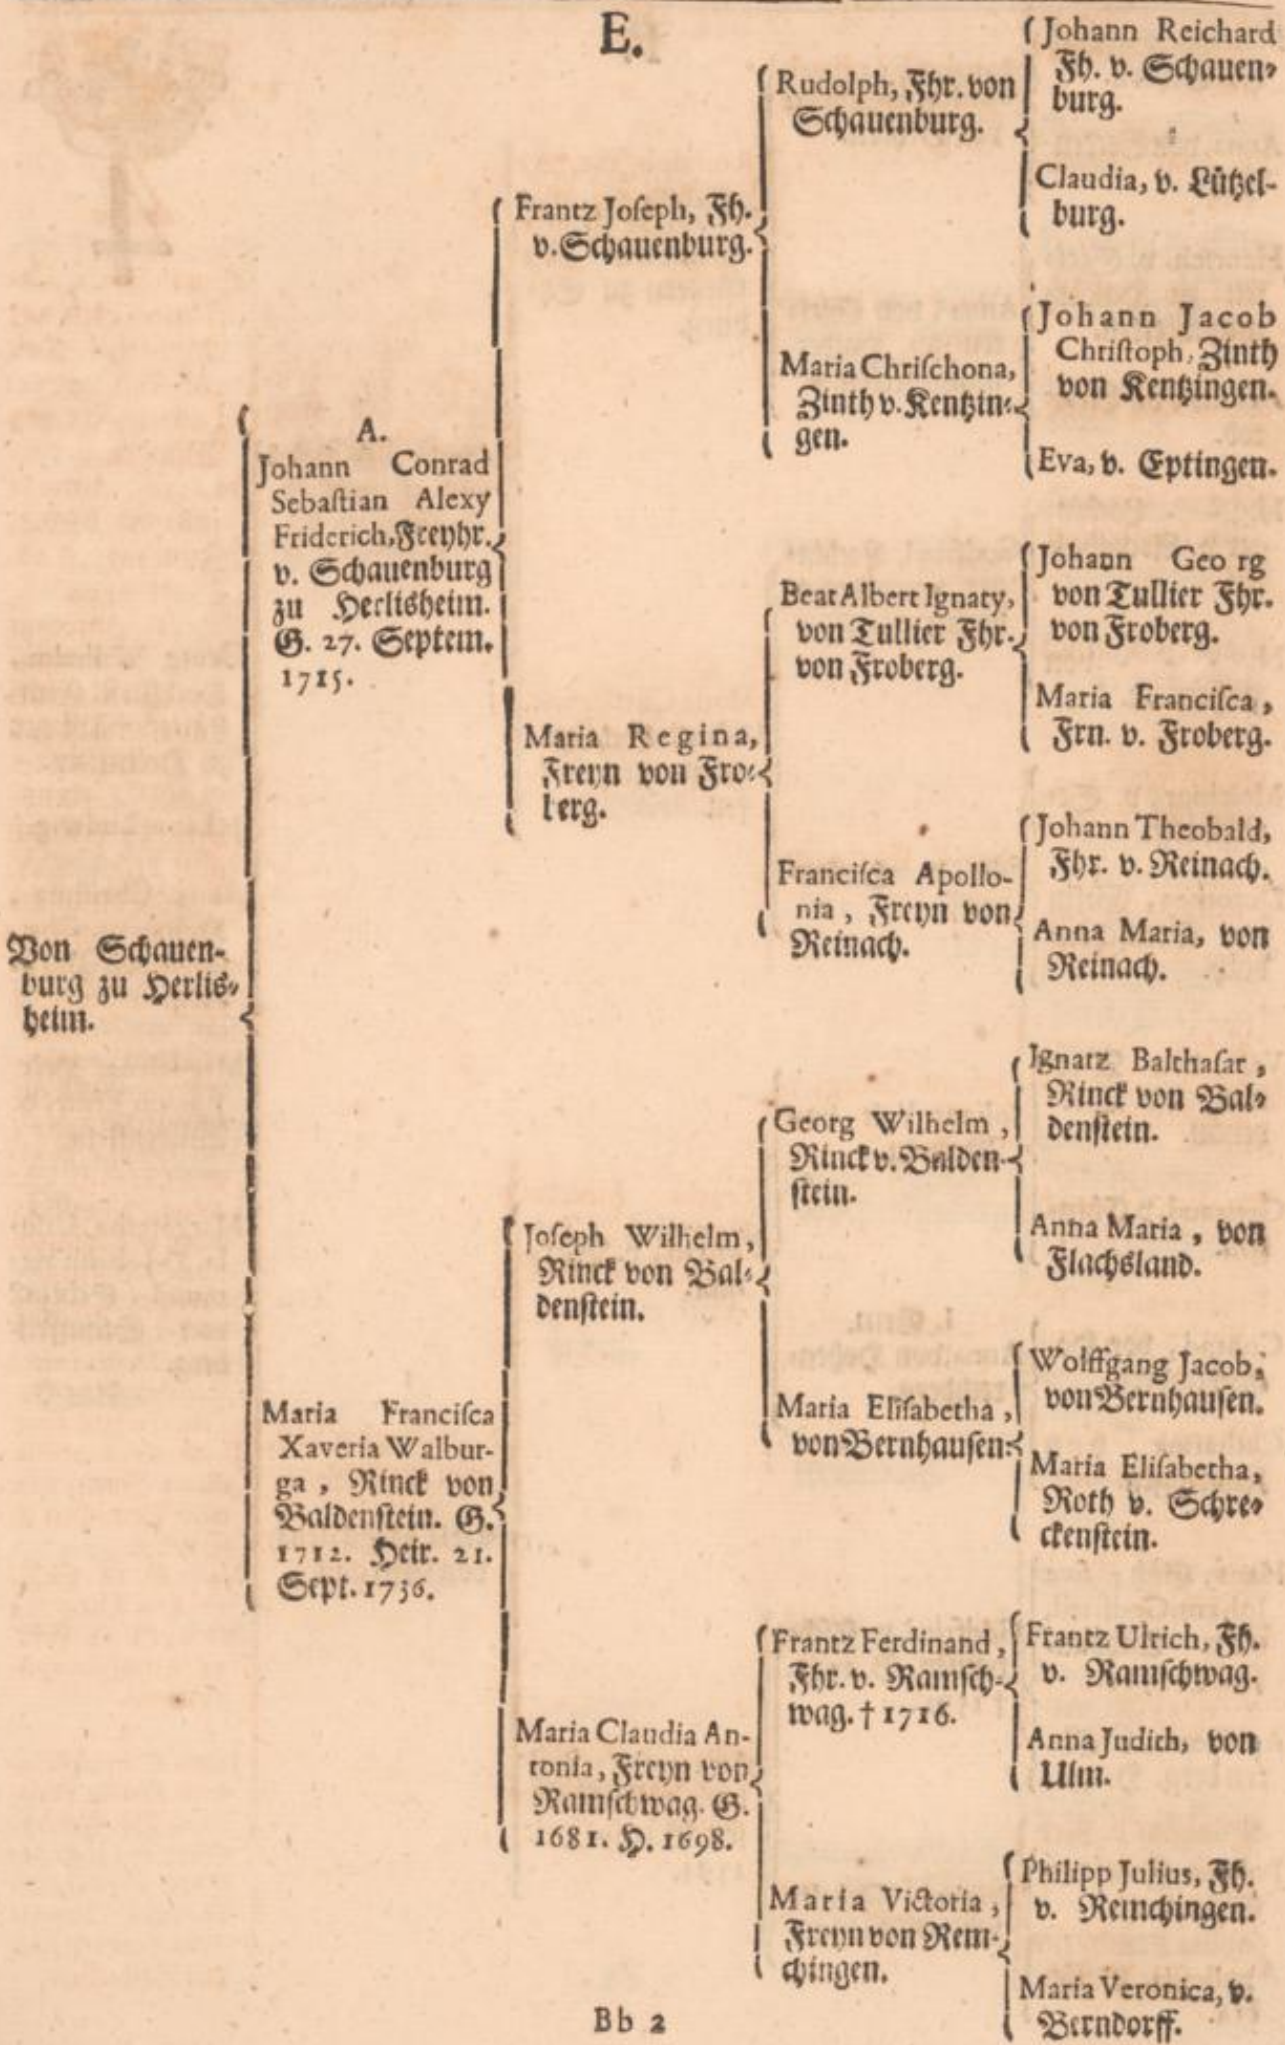 E.
Von Schauen-
burg zu Herlis-
heim.
A.
Johann Conrad
Sebastian Alexy
Friderich, Freyhr.
v. Schauenburg
zu Herlisheim.
G. 27. Septem.
1715.
Maria Francisca
Xaveria Walbur-
ga, Rinck von
Baldenstein. G.
1712. Heir. 21.
Sept. 1736.
Frantz Joseph, Fh.
v. Schauenburg.
Maria Regina,
Freyn von Fro-
berg.
Joseph Wilhelm,
Rinck von Bal-
denstein.
Maria Claudia An-
tonia, Freyn von
Ramschwag. G.
1681. H. 1698.
Rudolph, Fhr. von
Schauenburg.
Maria Chrischona,
Zinth v. Kentzin-
gen.
Beat Albert Ignaty,
von Tullier Fhr.
von Froberg.
Francisca Apollo-
nia, Freyn von
Reinach.
Georg Wilhelm,
Rinck v. Balden-
stein.
Maria Elisabetha,
von Bernhausen.
Frantz Ferdinand,
Fhr. v. Ramsch-
wag. † 1716.
Maria Victoria,
Freyn von Rem-
chingen.
Johann Reichard
Fh. v. Schauen-
burg.
Claudia, v. Lützel-
burg.
Johann Jacob
Christoph, Zinth
von Kentzingen.
Eva, v. Eptingen.
Johann Georg
von Tullier Fhr.
von Froberg.
Maria Francisca,
Frn. v. Froberg.
Johann Theobald,
Fhr. v. Reinach.
Anna Maria, von
Reinach.
Ignatz Balthasar,
Rinck von Bal-
denstein.
Anna Maria, von
Flachsland.
Wolffgang Jacob,
von Bernhausen.
Maria Elisabetha,
Roth v. Schre-
ckenstein.
Frantz Ulrich, Fh.
v. Ramschwag.
Anna Judith, von
Ulm.
Philipp Julius, Fh.
v. Remchingen.
Maria Veronica, v.
Berndorff.
Bb 2